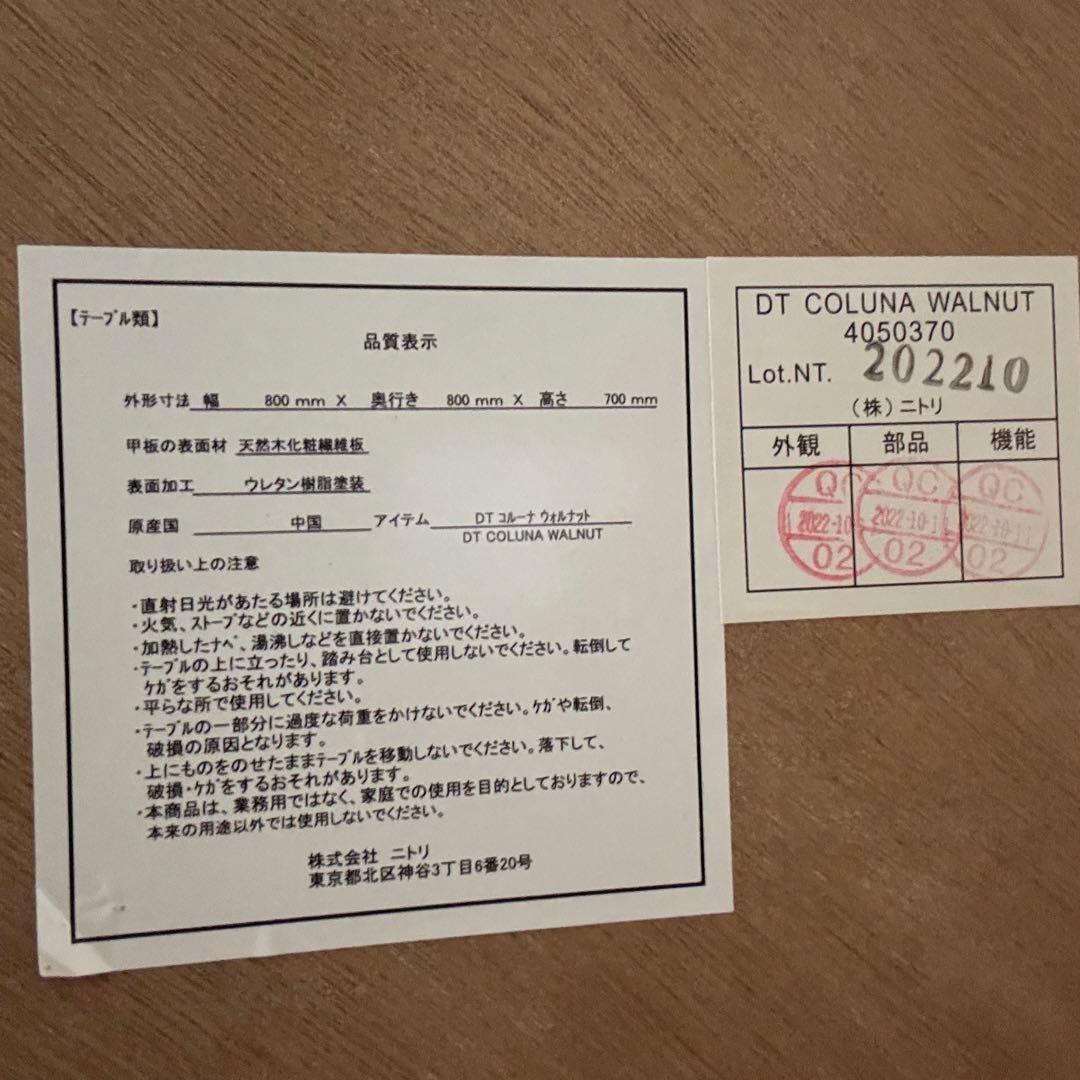 【ﾃｰﾌﾞﾙ類】
品質表示
外形寸法 幅 800 mm X 奥行き 800 mm X 高さ 700 mm
甲板の表面材 天然木化粧繊維板
表面加工 ウレタン樹脂塗装
原産国 中国 アイテム DT ｺﾙｰﾅ ｳｫﾙﾅｯﾄ
DT COLUNA WALNUT
取り扱い上の注意
・直射日光があたる場所は避けてください。
・火気、ｽﾄｰﾌﾞなどの近くに置かないでください。
・加熱したﾅﾍﾞ、湯沸しなどを直接置かないでください。
・ﾃｰﾌﾞﾙの上に立ったり、踏み台として使用しないでください。転倒して
ｹｶﾞをするおそれがあります。
・平らな所で使用してください。
・ﾃｰﾌﾞﾙの一部分に過度な荷重をかけないでください。ｹｶﾞや転倒、
破損の原因となります。
・上にものをのせたままﾃｰﾌﾞﾙを移動しないでください。落下して、
破損・ｹｶﾞをするおそれがあります。
・本商品は、業務用ではなく、家庭での使用を目的としておりますので、
本来の用途以外では使用しないでください。
株式会社 ニトリ
東京都北区神谷3丁目6番20号
DT COLUNA WALNUT
4050370
Lot.NT. 202210
（株）ニトリ
外観 部品 機能
QC QC QC
2022-10 2022-10-1 2022-10-11
02 02 02